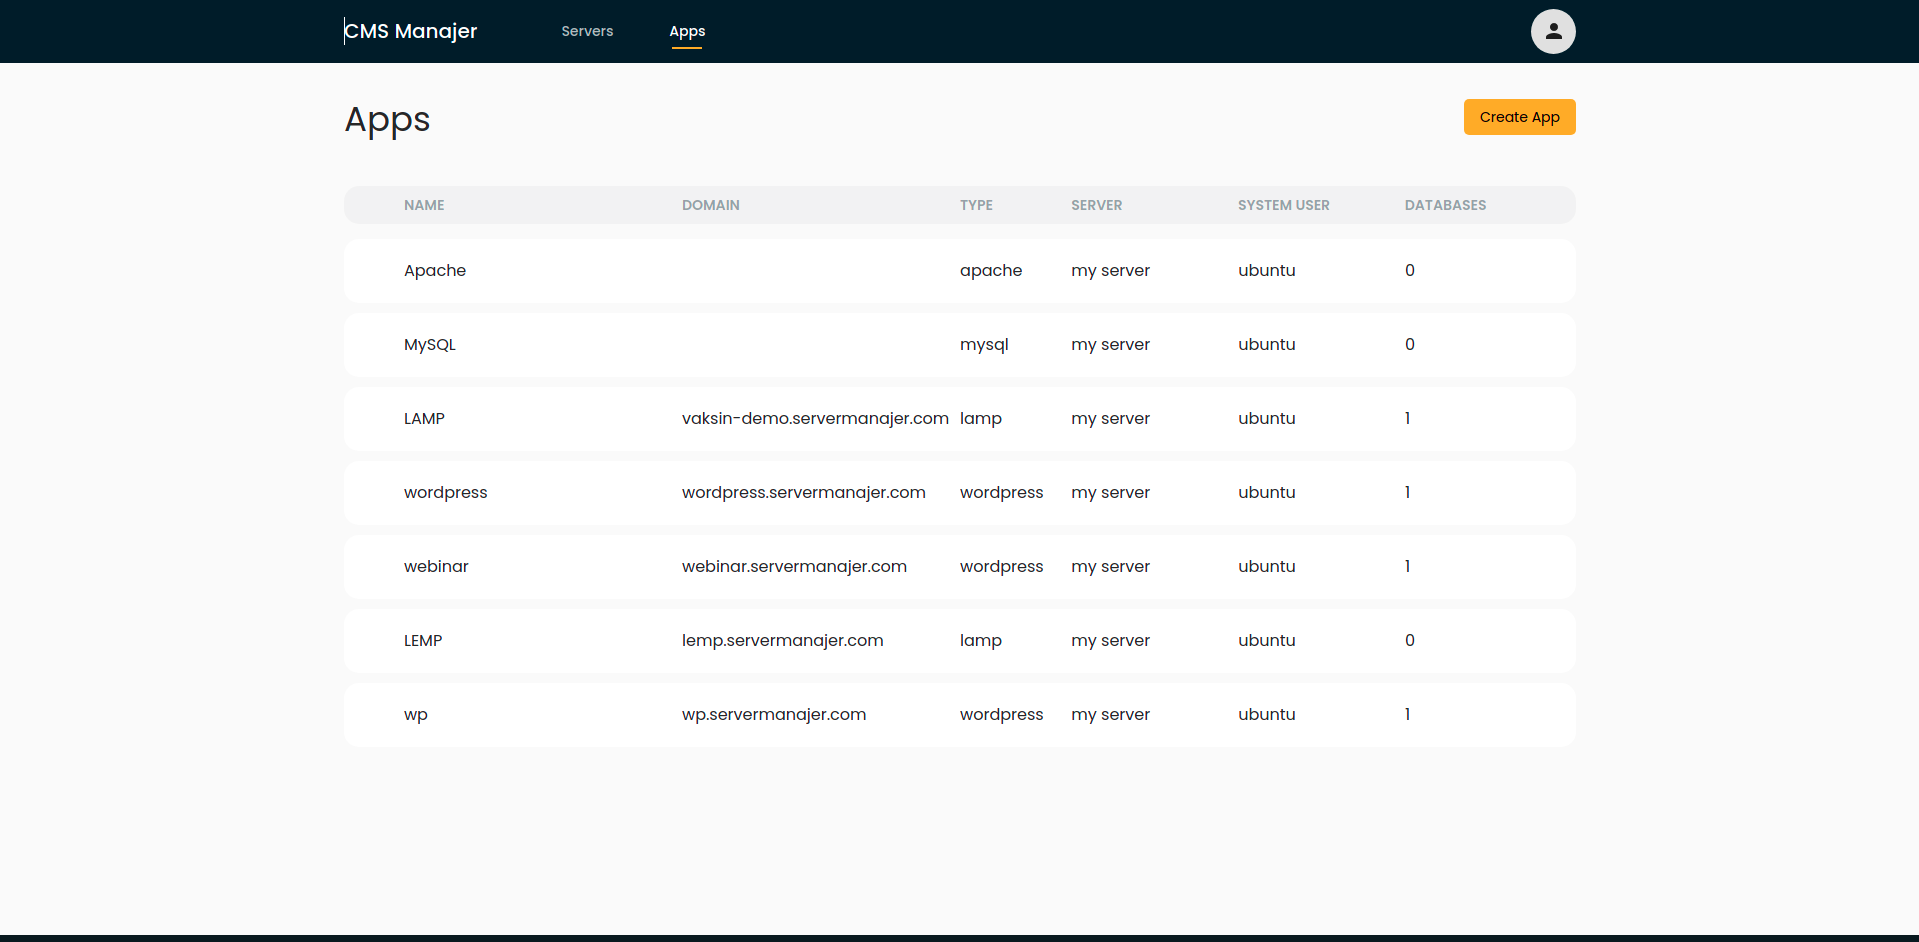 CMS Manajer Servers Apps
Apps Create App
NAME DOMAIN TYPE SERVER SYSTEM USER DATABASES
Apache apache my server ubuntu 0
MySQL mysql my server ubuntu 0
LAMP vaksin-demo.servermanajer.com lamp my server ubuntu 1
wordpress wordpress.servermanajer.com wordpress my server ubuntu 1
webinar webinar.servermanajer.com wordpress my server ubuntu 1
LEMP lemp.servermanajer.com lamp my server ubuntu 0
wp wp.servermanajer.com wordpress my server ubuntu 1